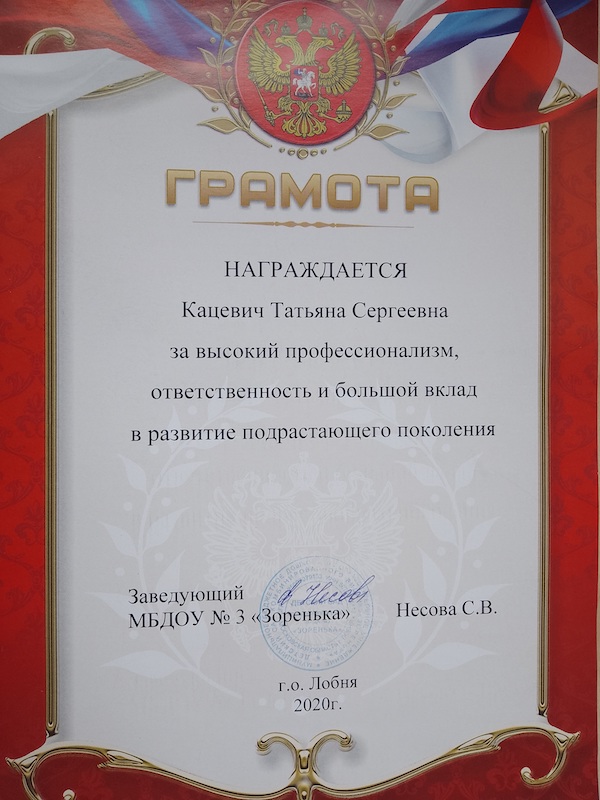 ГРАМОТА
НАГРАЖДАЕТСЯ
Кацевич Татьяна Сергеевна
за высокий профессионализм,
ответственность и большой вклад
в развитие подрастающего поколения
Заведующий
МБДОУ № 3 «Зоренька» Несова С.В.
г.о. Лобня
2020г.